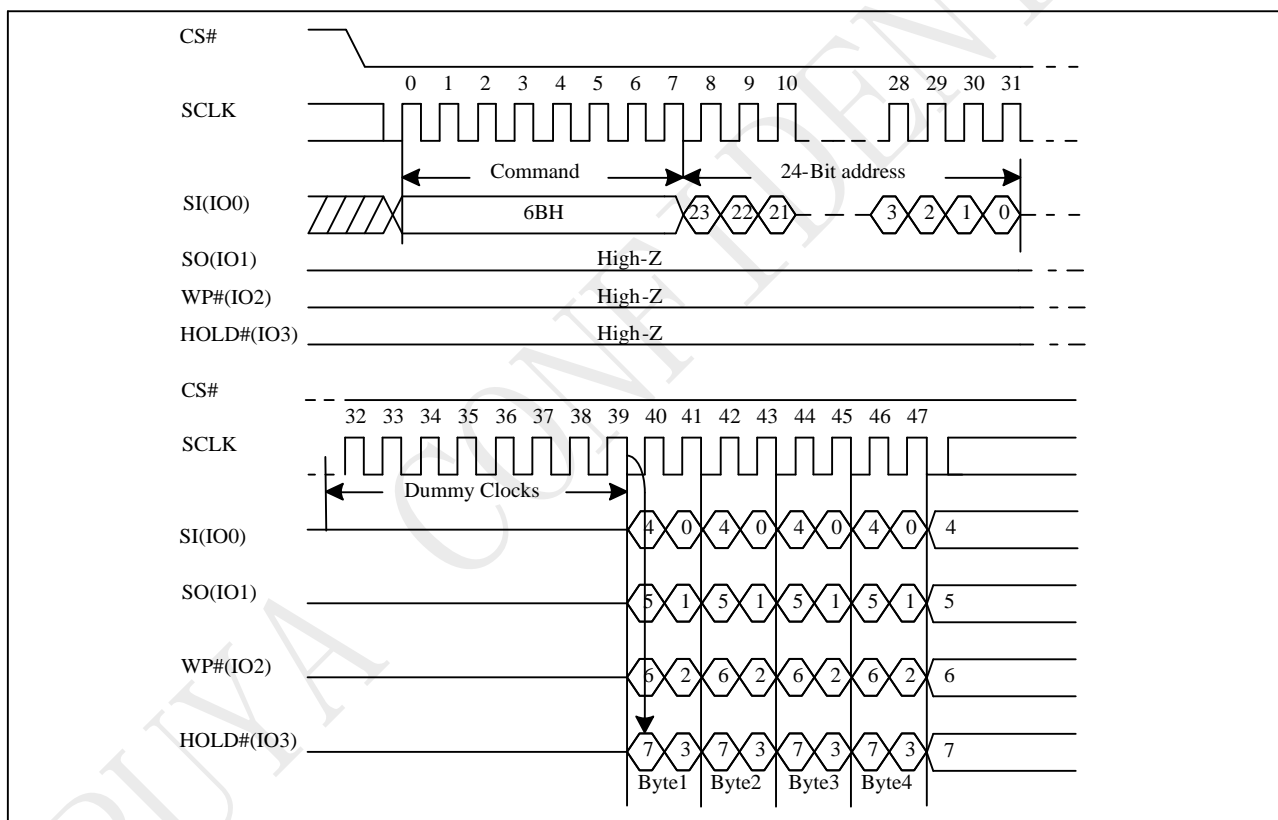 CS#
0 1 2 3 4 5 6 7 8 9 10 28 29 30 31
SCLK
Command 24-Bit address
SI(IO0) 6BH 23 22 21 3 2 1 0
SO(IO1) High-Z
WP#(IO2) High-Z
HOLD#(IO3) High-Z
CS#
32 33 34 35 36 37 38 39 40 41 42 43 44 45 46 47
SCLK
Dummy Clocks
SI(IO0) 4 0 4 0 4 0 4 0 4
SO(IO1) 5 1 5 1 5 1 5 1 5
WP#(IO2) 6 2 6 2 6 2 6 2 6
HOLD#(IO3) 7 3 7 3 7 3 7 3 7
Byte1 Byte2 Byte3 Byte4
PUYA CONFIDENT